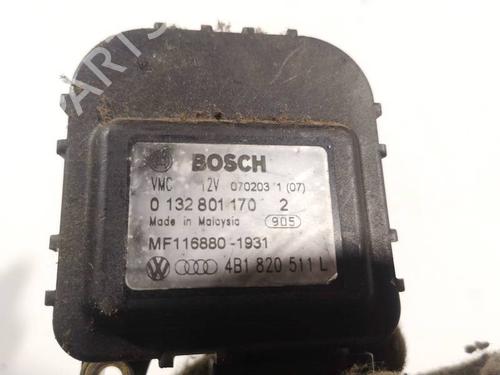 BOSCH
VMC 12V 070203 1 (07)
0 132 801 170 2
Made in Malaysia 905
MF116880-1931
4B1 820 511 L